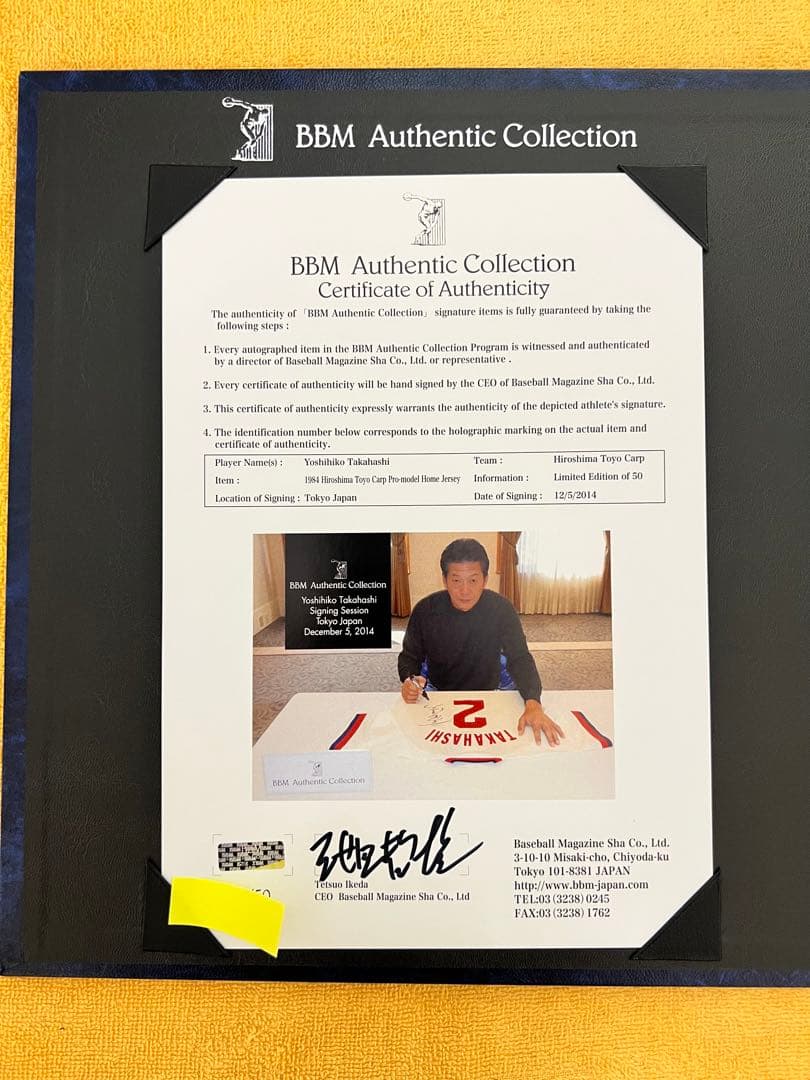 BBM Authentic Collection
BBM Authentic Collection
Certificate of Authenticity
The authenticity of 「BBM Authentic Collection」 signature items is fully guaranteed by taking the
following steps :
1. Every autographed item in the BBM Authentic Collection Program is witnessed and authenticated
by a director of Baseball Magazine Sha Co., Ltd. or representative .
2. Every certificate of authenticity will be hand signed by the CEO of Baseball Magazine Sha Co., Ltd.
3. This certificate of authenticity expressly warrants the authenticity of the depicted athlete's signature.
4. The identification number below corresponds to the holographic marking on the actual item and
certificate of authenticity.
Player Name(s) : Yoshihiko Takahashi Team : Hiroshima Toyo Carp
Item : 1984 Hiroshima Toyo Carp Pro-model Home Jersey Information : Limited Edition of 50
Location of Signing : Tokyo Japan Date of Signing : 12/5/2014
BBM Authentic Collection
Yoshihiko Takahashi
Signing Session
Tokyo Japan
December 5, 2014
2
TAKAHASHI
BBM Authentic Collection
池田哲雄
/50
Tetsuo Ikeda
CEO Baseball Magazine Sha Co., Ltd
Baseball Magazine Sha Co., Ltd.
3-10-10 Misaki-cho, Chiyoda-ku
Tokyo 101-8381 JAPAN
http://www.bbm-japan.com
TEL:03 (3238) 0245
FAX:03 (3238) 1762